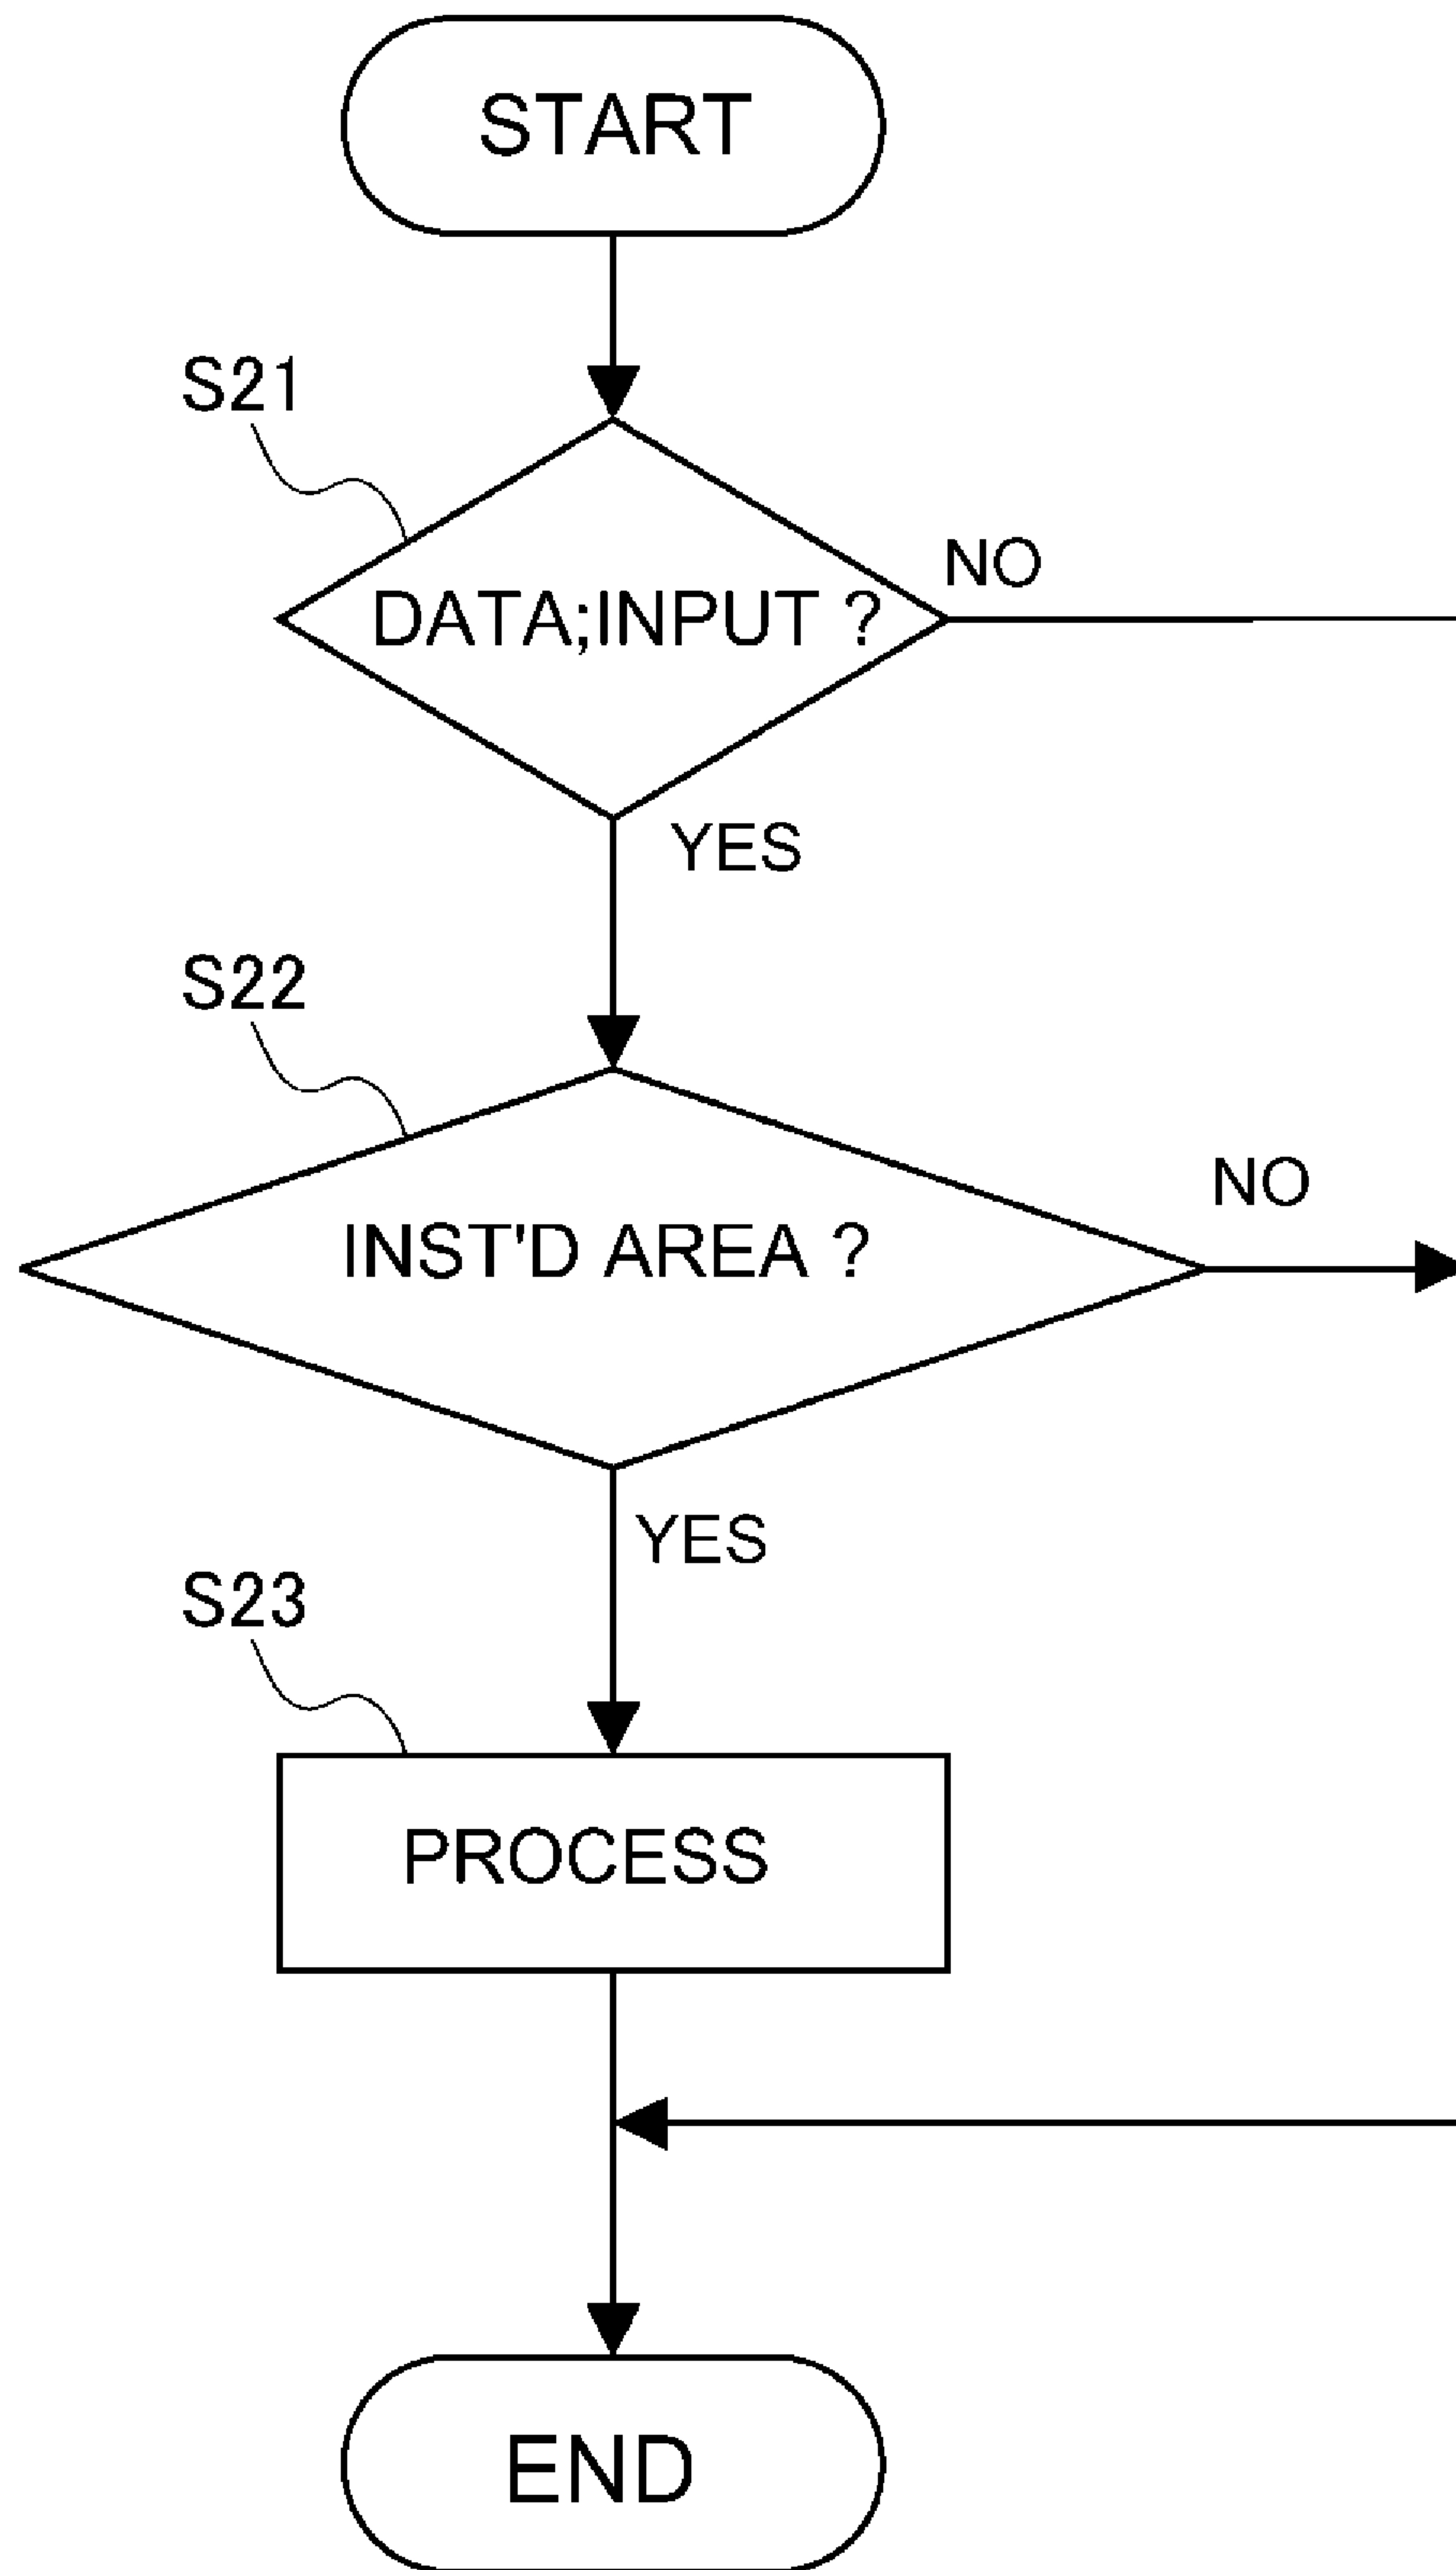 START
S21
DATA;INPUT ?
NO
YES
S22
INST'D AREA ?
NO
YES
S23
PROCESS
END